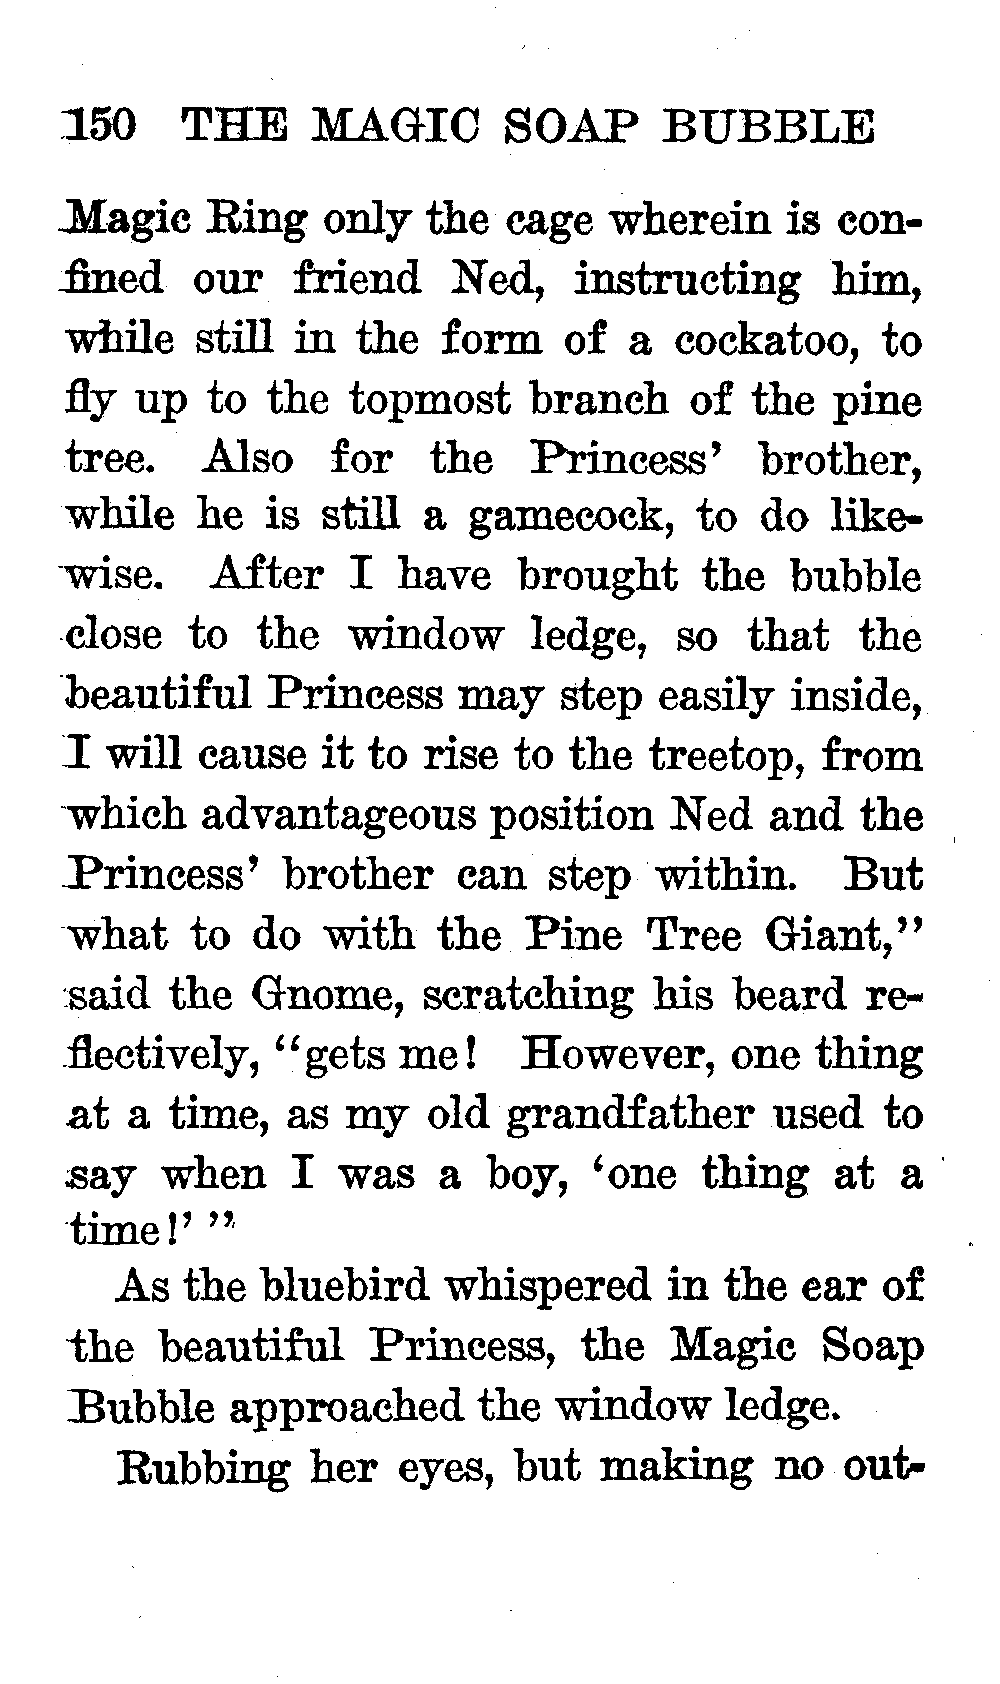 150 THE MAGIC SOAP BUBBLE
Magic Ring only the cage wherein is con-
fined our friend Ned, instructing him,
while still in the form of a cockatoo, to
fly up to the topmost branch of the pine
tree. Also for the Princess' brother,
while he is still a gamecock, to do like-
wise. After I have brought the bubble
close to the window ledge, so that the
beautiful Princess may step easily inside,
I will cause it to rise to the treetop, from
which advantageous position Ned and the
Princess' brother can step within. But
what to do with the Pine Tree Giant,"
said the Gnome, scratching his beard re-
flectively, "gets me! However, one thing
at a time, as my old grandfather used to
say when I was a boy, 'one thing at a
time!' "
As the bluebird whispered in the ear of
the beautiful Princess, the Magic Soap
Bubble approached the window ledge.
Rubbing her eyes, but making no out-